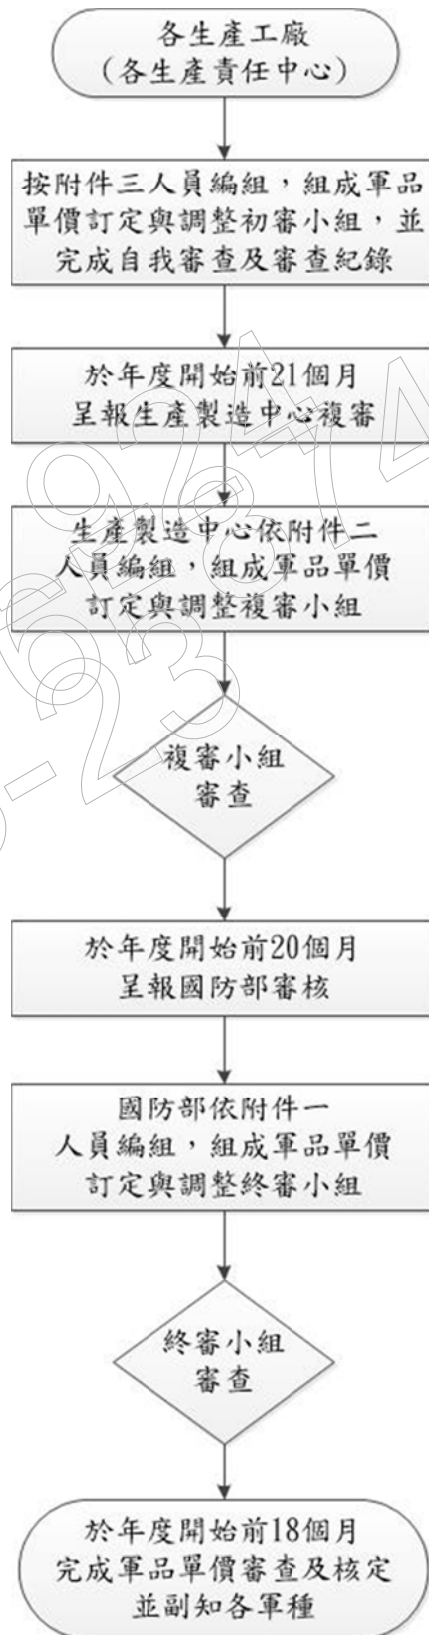 各生產工廠
（各生產責任中心）
按附件三人員編組，組成軍品
單價訂定與調整初審小組，並
完成自我審查及審查紀錄
於年度開始前21個月
呈報生產製造中心複審
生產製造中心依附件二
人員編組，組成軍品單價
訂定與調整複審小組
複審小組
審查
於年度開始前20個月
呈報國防部審核
國防部依附件一
人員編組，組成軍品單價
訂定與調整終審小組
終審小組
審查
於年度開始前18個月
完成軍品單價審查及核定
並副知各軍種